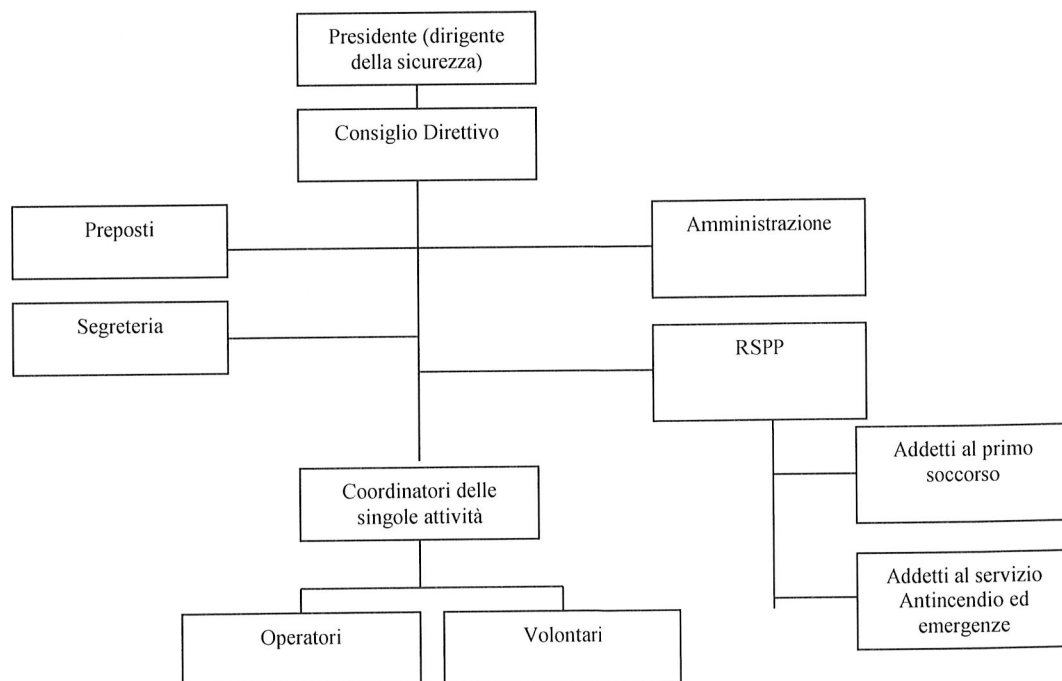 Presidente (dirigente
della sicurezza)
Consiglio Direttivo
Preposti
Amministrazione
Segreteria
RSPP
Addetti al primo
soccorso
Coordinatori delle
singole attività
Addetti al servizio
Antincendio ed
emergenze
Operatori
Volontari